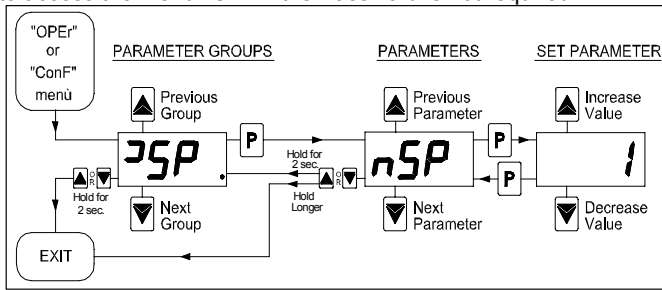 "OPEr"
or
"ConF"
menù
PARAMETER GROUPS
PARAMETERS
SET PARAMETER
Previous
Group
Previous
Parameter
Increase
Value
P
P
SP
Hold for
2 sec.
nSP
1
O
R
Hold for
2 sec.
O
R
Hold
Longer
P
Next
Group
Next
Parameter
Decrease
Value
EXIT